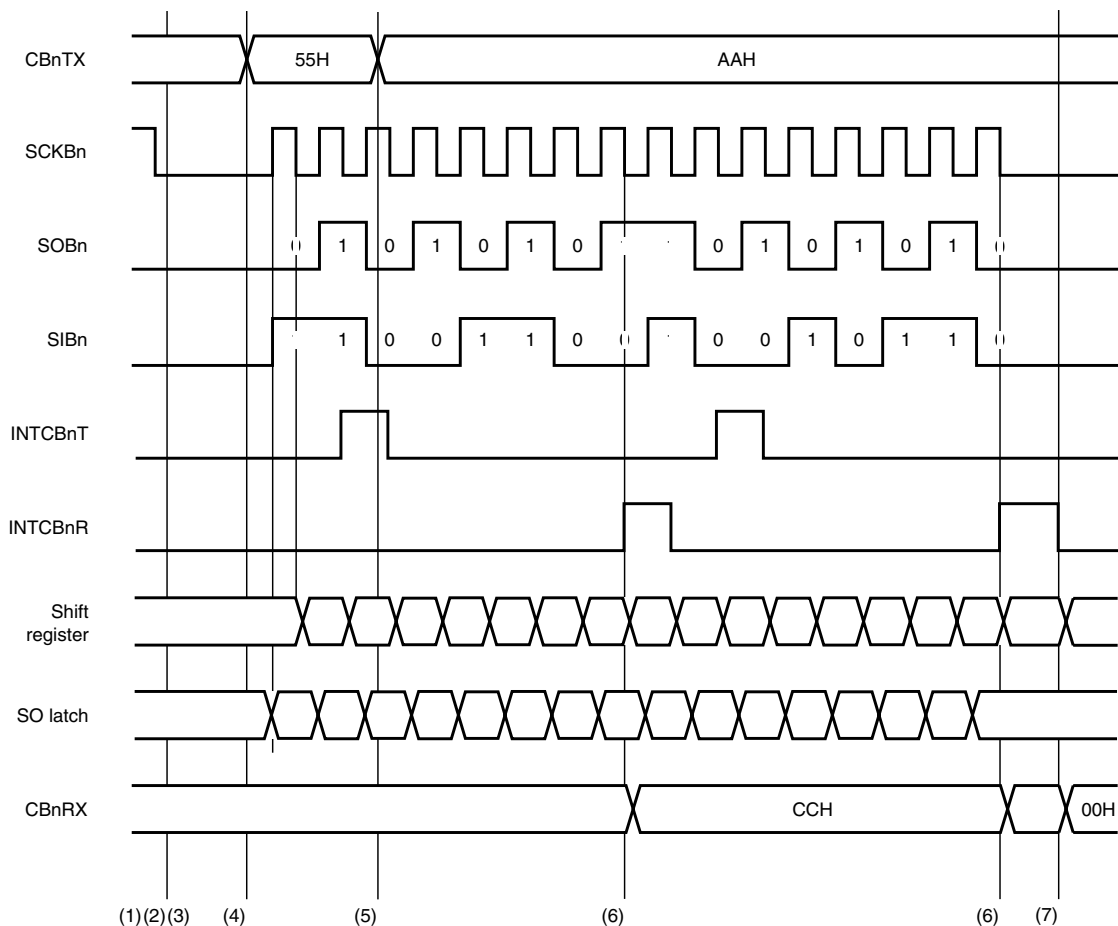 CBnTX 55H AAH
SCKBn
SOBn 0 1 0 1 0 1 0 1 0 1 0 1 0 1 0
SIBn 1 0 0 1 1 0 0 0 0 1 0 1 1 0
INTCBnT
INTCBnR
Shift
register
SO latch
CBnRX CCH 00H
(1) (2) (3) (4) (5) (6) (6) (7)